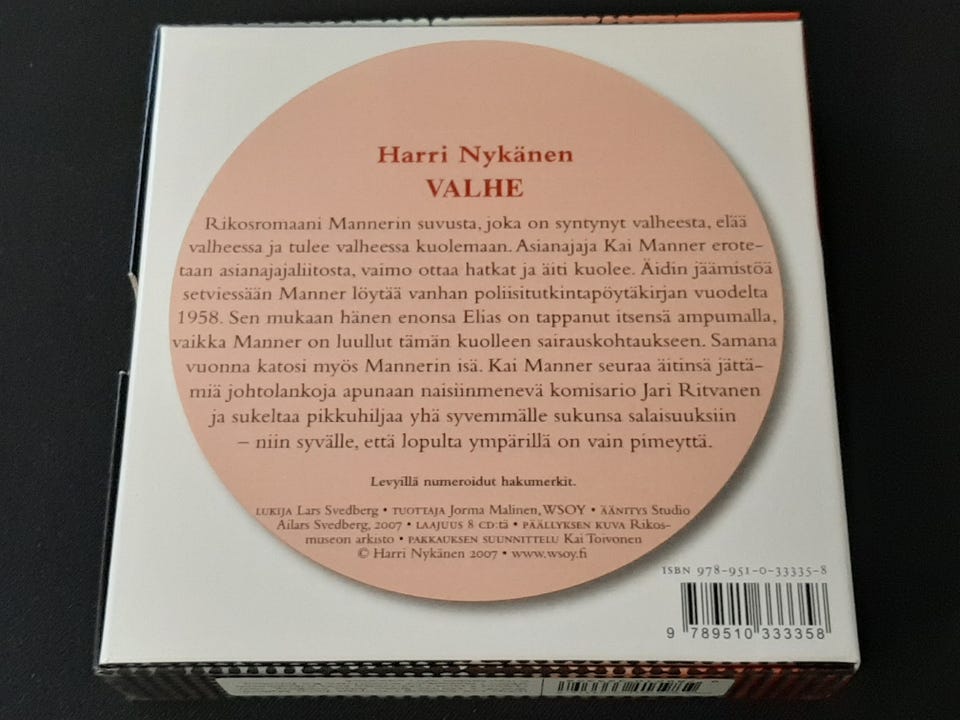 Harri Nykänen
VALHE
Rikosromaani Mannerin suvusta, joka on syntynyt valheesta, elää
valheessa ja tulee valheessa kuolemaan. Asianajaja Kai Manner erote-
taan asianajajaliitosta, vaimo ottaa hatkat ja äiti kuolee. Äidin jäämistöä
setviessään Manner löytää vanhan poliisitutkintapöytäkirjan vuodelta
1958. Sen mukaan hänen enonsa Elias on tappanut itsensä ampumalla,
vaikka Manner on luullut tämän kuolleen sairauskohtaukseen. Samana
vuonna katosi myös Mannerin isä. Kai Manner seuraa äitinsä jättä-
miä johtolankoja apunaan naisiinmenevä komisario Jari Ritvanen
ja sukeltaa pikkuhiljaa yhä syvemmälle sukunsa salaisuuksiin
– niin syvälle, että lopulta ympärillä on vain pimeyttä.
Levyillä numeroidut hakumerkit.
LUKIJA Lars Svedberg • TUOTTAJA Jorma Malinen, WSOY • ÄÄNITYS Studio
Ailars Svedberg, 2007 • LAAJUUS 8 CD:tä • PÄÄLLYKSEN KUVA Rikos-
museon arkisto • PAKKAUKSEN SUUNNITTELU Kai Toivonen
© Harri Nykänen 2007 • www.wsoy.fi
ISBN 978-951-0-33335-8
9 789510 333358